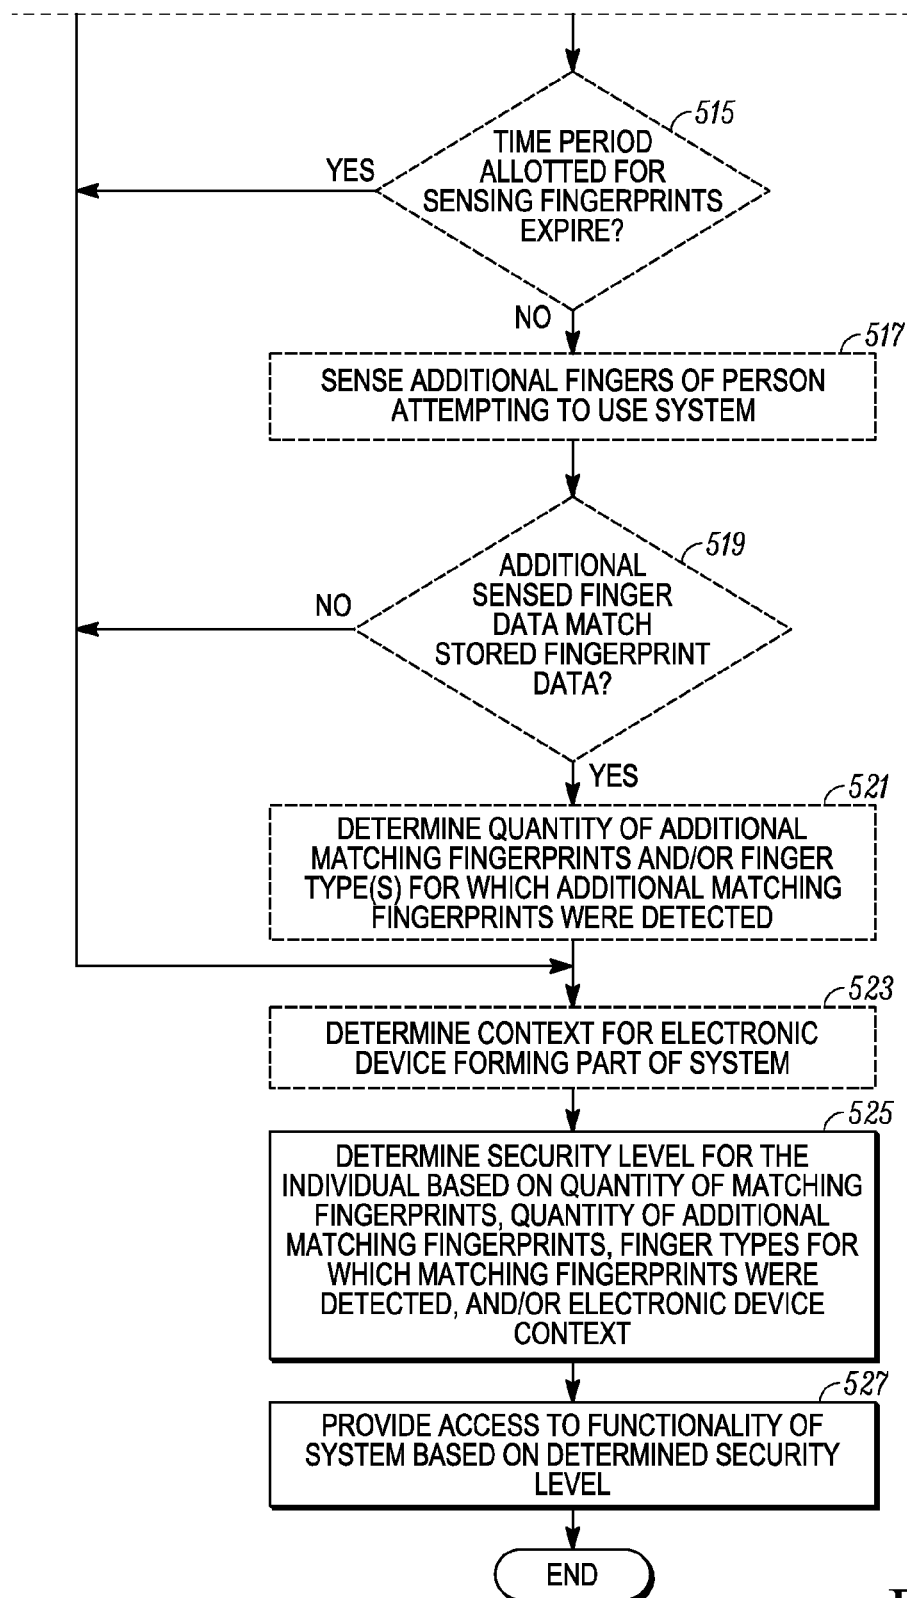 515
TIME PERIOD
ALLOTTED FOR
SENSING FINGERPRINTS
EXPIRE?
YES
NO
517
SENSE ADDITIONAL FINGERS OF PERSON
ATTEMPTING TO USE SYSTEM
519
ADDITIONAL
SENSED FINGER
DATA MATCH
STORED FINGERPRINT
DATA?
NO
YES
521
DETERMINE QUANTITY OF ADDITIONAL
MATCHING FINGERPRINTS AND/OR FINGER
TYPE(S) FOR WHICH ADDITIONAL MATCHING
FINGERPRINTS WERE DETECTED
523
DETERMINE CONTEXT FOR ELECTRONIC
DEVICE FORMING PART OF SYSTEM
525
DETERMINE SECURITY LEVEL FOR THE
INDIVIDUAL BASED ON QUANTITY OF MATCHING
FINGERPRINTS, QUANTITY OF ADDITIONAL
MATCHING FINGERPRINTS, FINGER TYPES FOR
WHICH MATCHING FINGERPRINTS WERE
DETECTED, AND/OR ELECTRONIC DEVICE
CONTEXT
527
PROVIDE ACCESS TO FUNCTIONALITY OF
SYSTEM BASED ON DETERMINED SECURITY
LEVEL
END